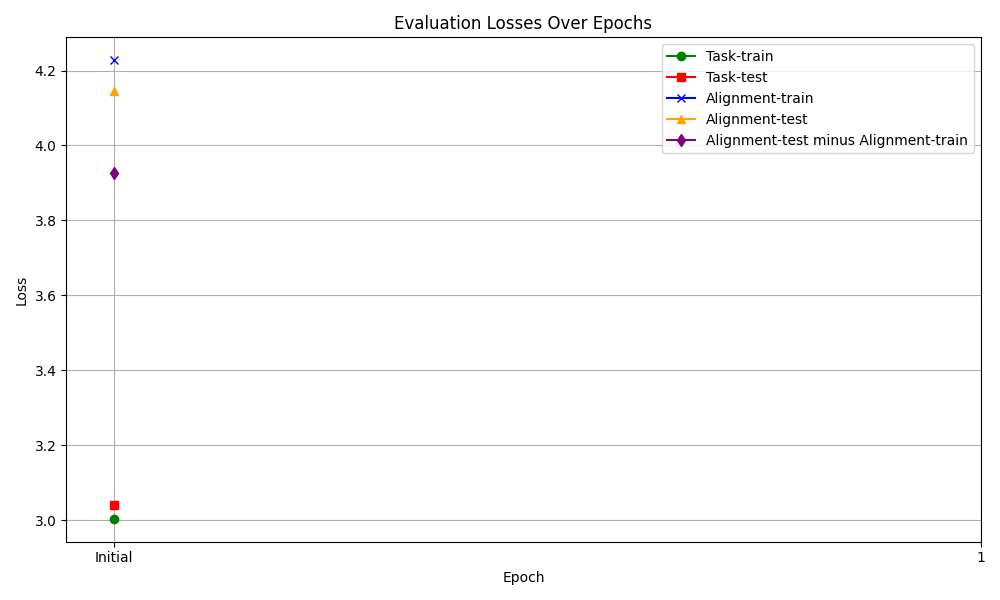 Evaluation Losses Over Epochs
Task-train
Task-test
Alignment-train
Alignment-test
Alignment-test minus Alignment-train
4.2
4.0
3.8
3.6
3.4
3.2
3.0
Loss
Initial
1
Epoch